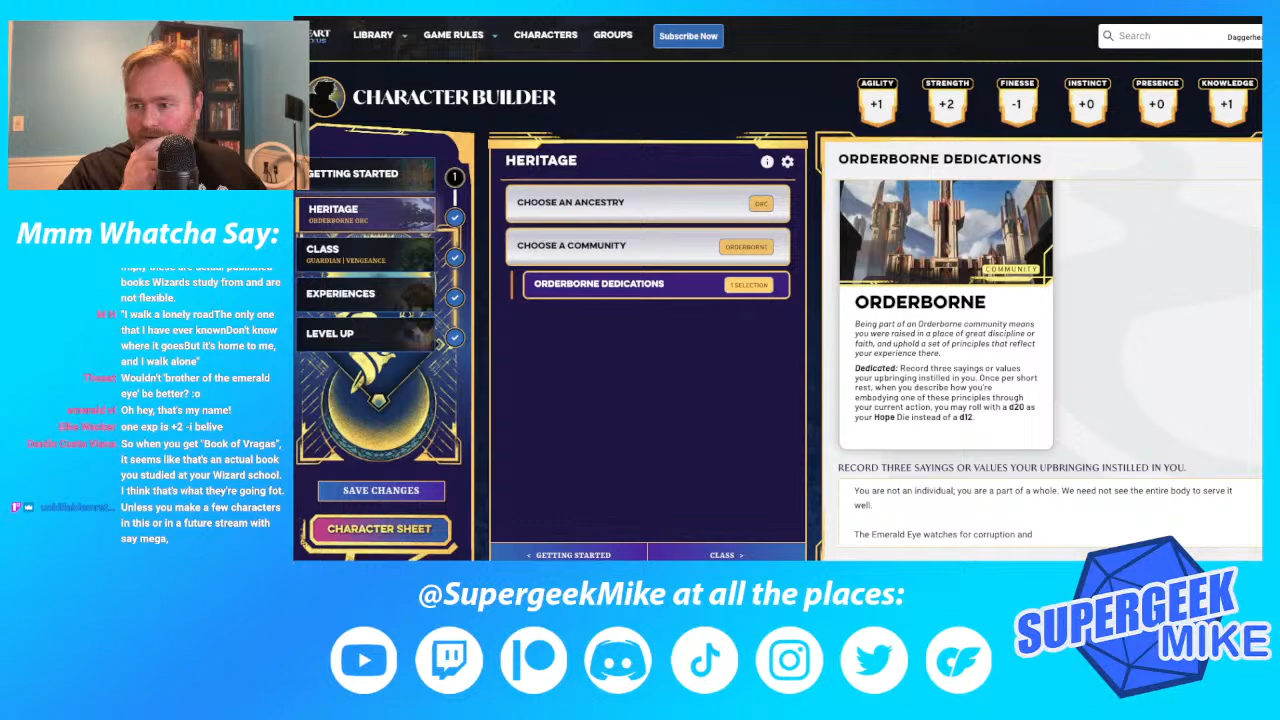 ART
LIBRARY
GAME RULES
CHARACTERS
GROUPS
Subscribe Now
Search
CHARACTER BUILDER
AGILITY
+1
STRENGTH
+2
FINESSE
-1
INSTINCT
+0
PRESENCE
+0
KNOWLEDGE
+1
GETTING STARTED
1
HERITAGE
ORDERBORNE ORC
CLASS
GUARDIAN | VENGEANCE
EXPERIENCES
LEVEL UP
SAVE CHANGES
CHARACTER SHEET
HERITAGE
CHOOSE AN ANCESTRY
ORC
CHOOSE A COMMUNITY
ORDERBORNE
ORDERBORNE DEDICATIONS
1 SELECTION
< GETTING STARTED
CLASS >
ORDERBORNE DEDICATIONS
COMMUNITY
ORDERBORNE
Being part of an Orderborne community means
you were raised in a place of great discipline or
faith, and uphold a set of principles that reflect
your experience there.
Dedicated: Record three sayings or values
your upbringing instilled in you. Once per short
rest, when you describe how you're
embodying one of these principles through
your current action, you may roll with a d20 as
your Hope Die instead of a d12.
RECORD THREE SAYINGS OR VALUES YOUR UPBRINGING INSTILLED IN YOU.
You are not an individual; you are a part of a whole. We need not see the entire body to serve it
well.
The Emerald Eye watches for corruption and
Mmm Whatcha Say:
imply these are actual published
books Wizards study from and are
not flexible.
"I walk a lonely roadThe only one
that I have ever knownDon't know
where it goesBut it's home to me,
and I walk alone"
Wouldn't 'brother of the emerald
eye' be better? :o
Oh hey, that's my name!
one exp is +2 -i belive
So when you get "Book of Vragas",
it seems like that's an actual book
you studied at your Wizard school.
I think that's what they're going fot.
Unless you make a few characters
in this or in a future stream with
say mega,
@SupergeekMike at all the places:
SUPERGEEK
MIKE